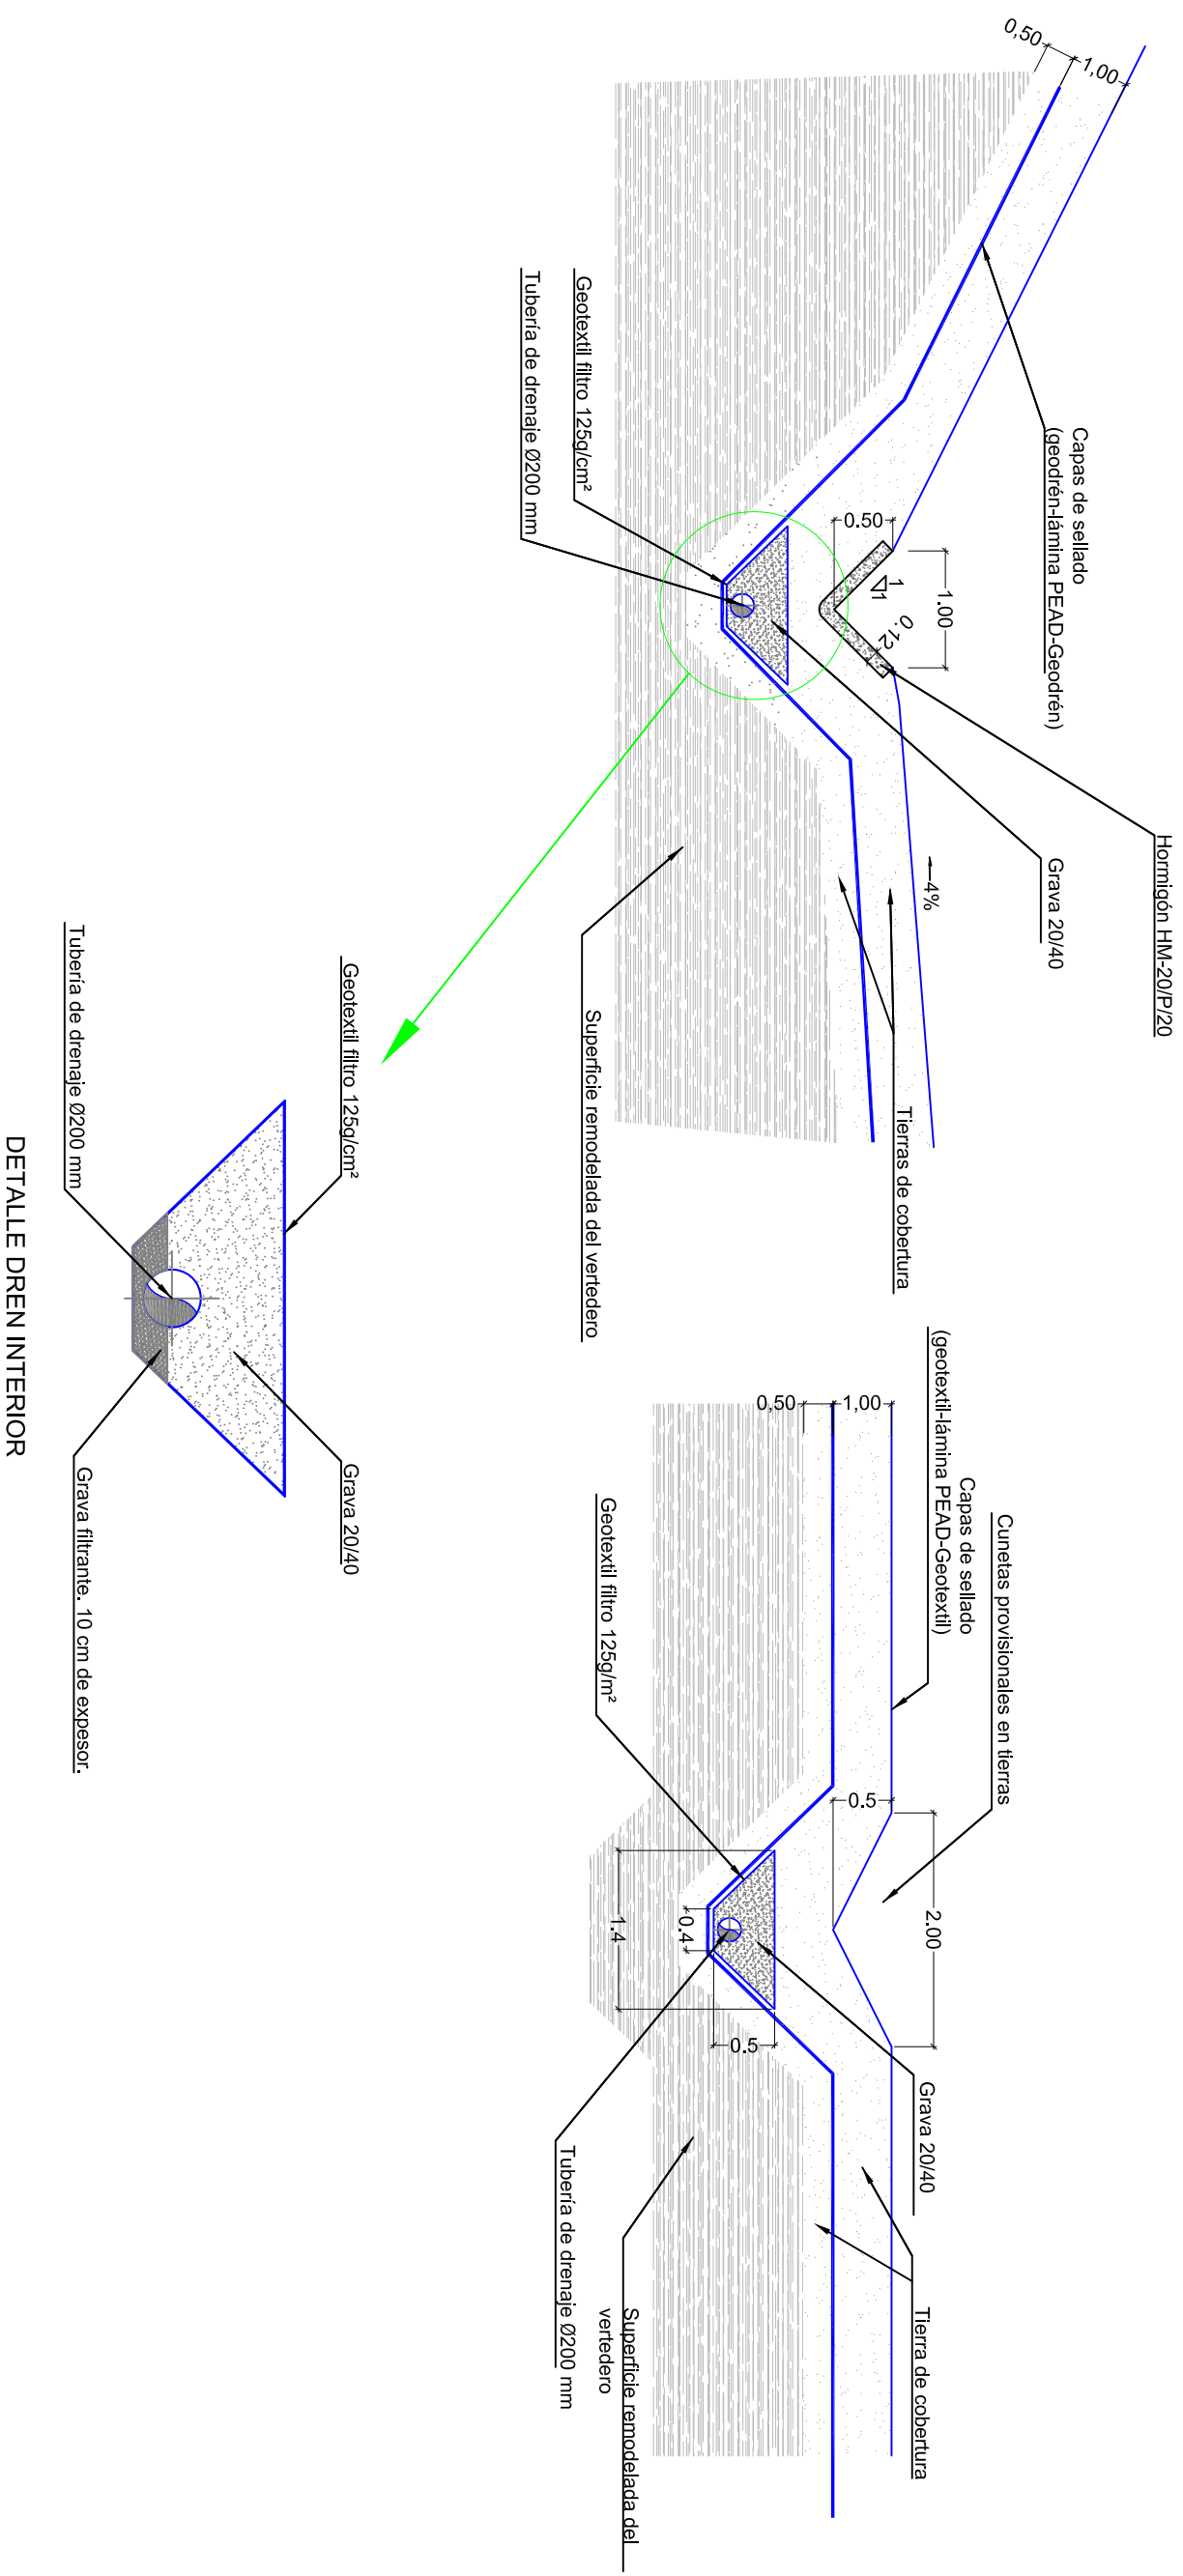 0,50
1,00
Capas de sellado
(geodrén-lámina PEAD-Geodrén)
Hormigón HM-20/P/20
Grava 20/40
1.00
0.50
1
1
0.12
4%
Tierras de cobertura
Geotextil filtro 125g/cm²
Tubería de drenaje Ø200 mm
Superficie remodelada del vertedero
Cunetas provisionales en tierras
Capas de sellado
(geotextil-lámina PEAD-Geotextil)
1,00
0,50
0.5
2.00
Grava 20/40
Tierra de cobertura
Geotextil filtro 125g/m²
0.4
1.4
0.5
Tubería de drenaje Ø200 mm
Superficie remodelada del
vertedero
Geotextil filtro 125g/cm²
Grava 20/40
Tubería de drenaje Ø200 mm
Grava filtrante. 10 cm de expesor.
DETALLE DREN INTERIOR